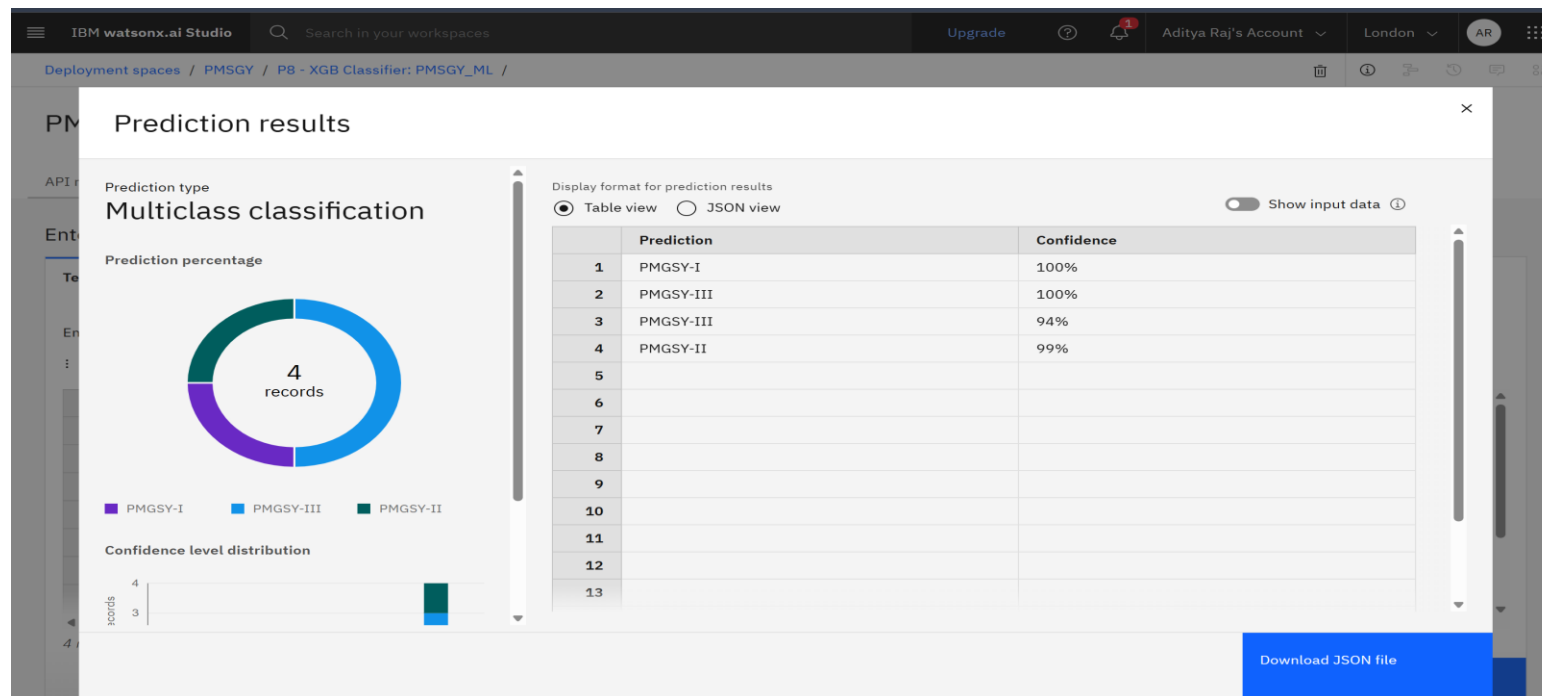 IBM watsonx.ai Studio Search in your workspaces Upgrade 1 Aditya Raj's Account London AR
Deployment spaces / PMSGY / P8 - XGB Classifier: PMSGY_ML /
PM
Prediction results
API r
Ent
Te
En
4 r
Prediction type
Multiclass classification
Prediction percentage
4
records
PMGSY-I PMGSY-III PMGSY-II
Confidence level distribution
4
3
Display format for prediction results
Table view JSON view Show input data
Prediction Confidence
1 PMGSY-I 100%
2 PMGSY-III 100%
3 PMGSY-III 94%
4 PMGSY-II 99%
5
6
7
8
9
10
11
12
13
Download JSON file